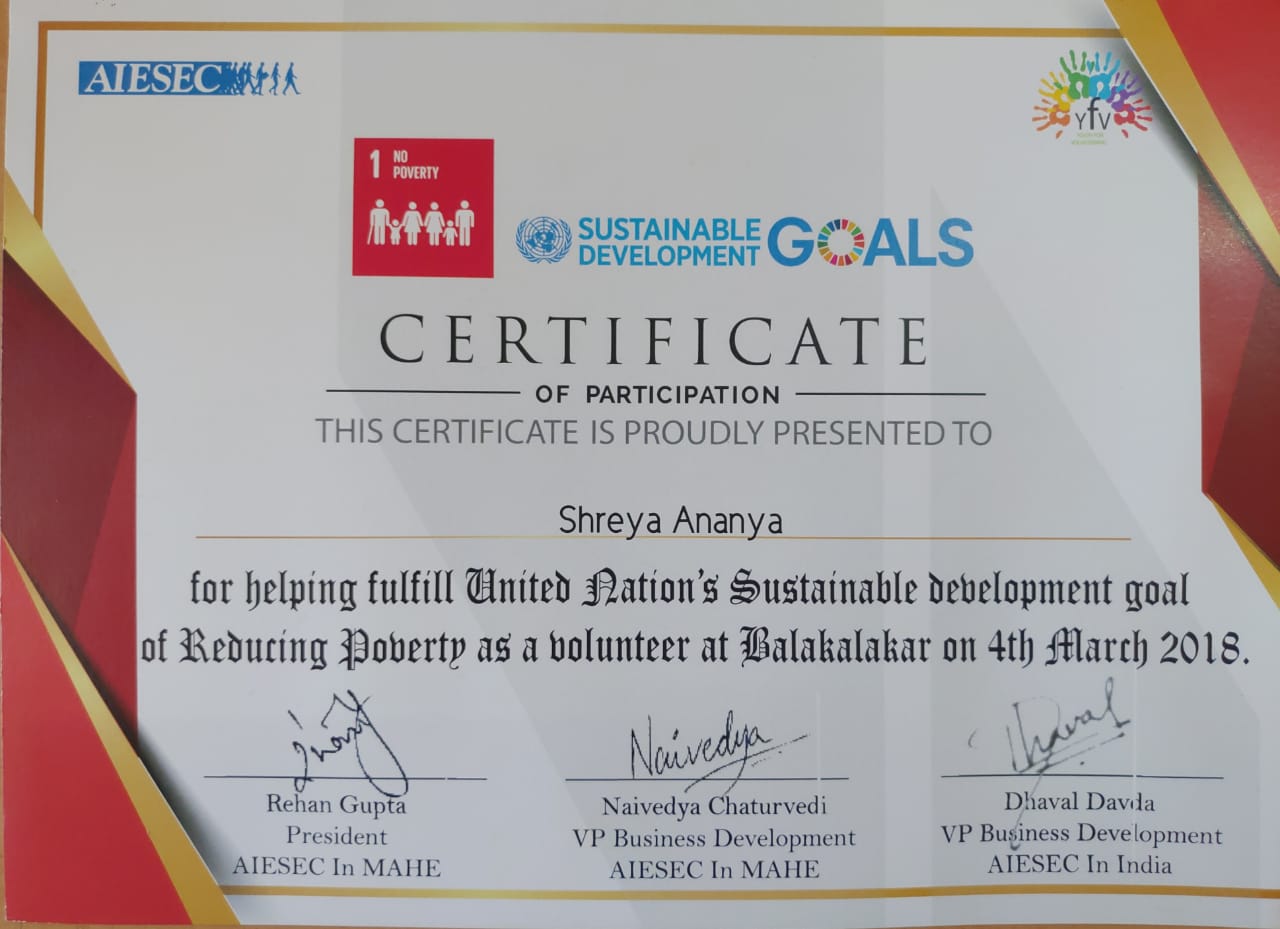 AIESEC
YfV
1 NO
POVERTY
SUSTAINABLE
DEVELOPMENT
GOALS
CERTIFICATE
OF PARTICIPATION
THIS CERTIFICATE IS PROUDLY PRESENTED TO
Shreya Ananya
for helping fulfill United Nation's Sustainable development goal
of Reducing Poverty as a volunteer at Balakalakar on 4th March 2018.
Naivedya
Dhaval
Rehan Gupta
President
AIESEC In MAHE
Naivedya Chaturvedi
VP Business Development
AIESEC In MAHE
Dhaval Davda
VP Business Development
AIESEC In India